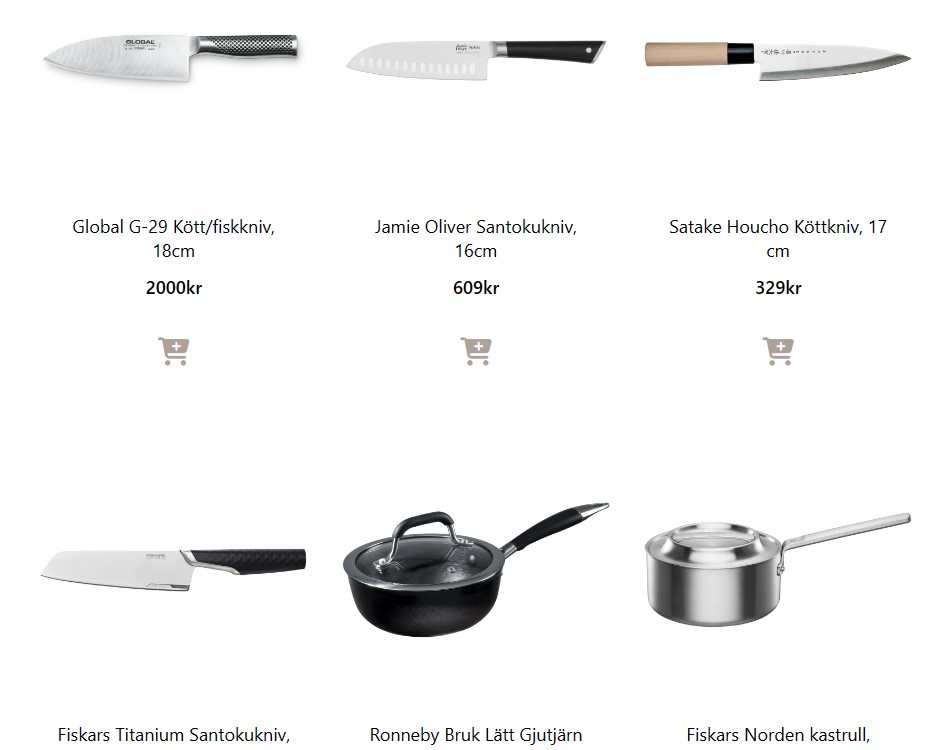 GLOBAL
Global G-29 Kött/fiskkniv,
18cm
2000kr
Jamie Oliver Santokukniv,
16cm
609kr
Satake Houcho Köttkniv, 17
cm
329kr
Fiskars Titanium Santokukniv,
Ronneby Bruk Lätt Gjutjärn
Fiskars Norden kastrull,